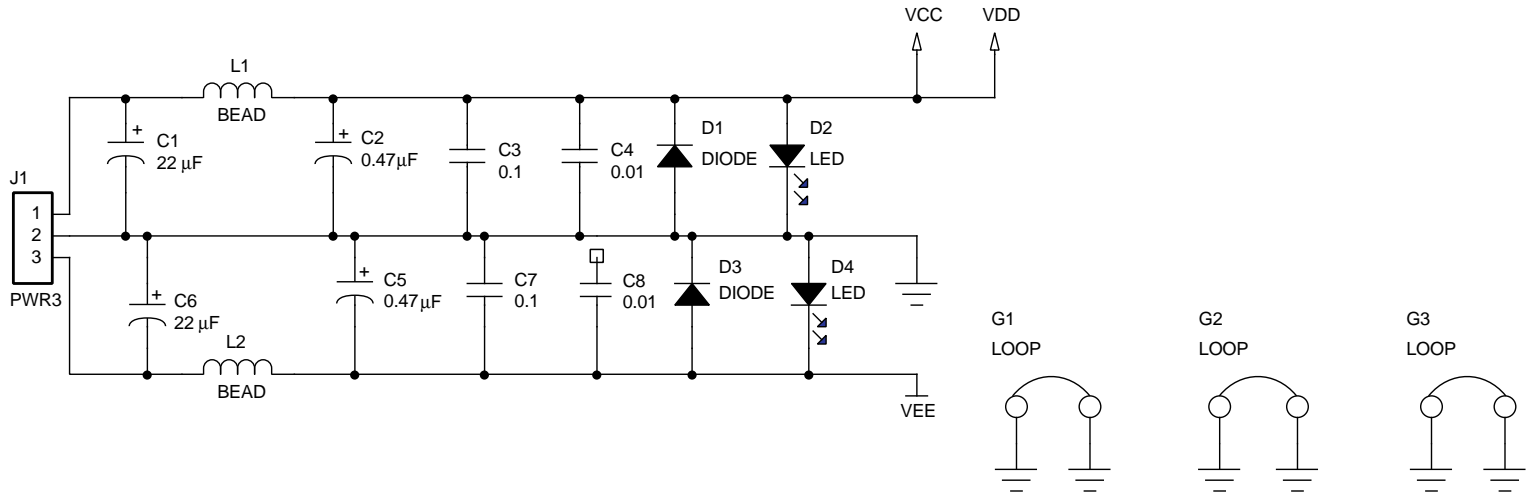 VCC VDD
L1
BEAD
C1
22 µF
C2
0.47µF
C3
0.1
C4
0.01
D1
DIODE
D2
LED
J1
1
2
3
PWR3
C6
22 µF
L2
BEAD
C5
0.47µF
C7
0.1
C8
0.01
D3
DIODE
D4
LED
VEE
G1
LOOP
G2
LOOP
G3
LOOP
+
+
+
+